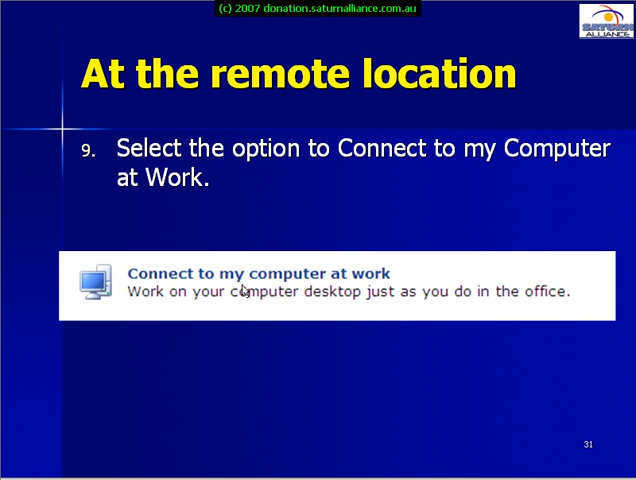 (c) 2007 donation.saturnalliance.com.au
SATURN
ALLIANCE
At the remote location
9. Select the option to Connect to my Computer
at Work.
Connect to my computer at work
Work on your computer desktop just as you do in the office.
31